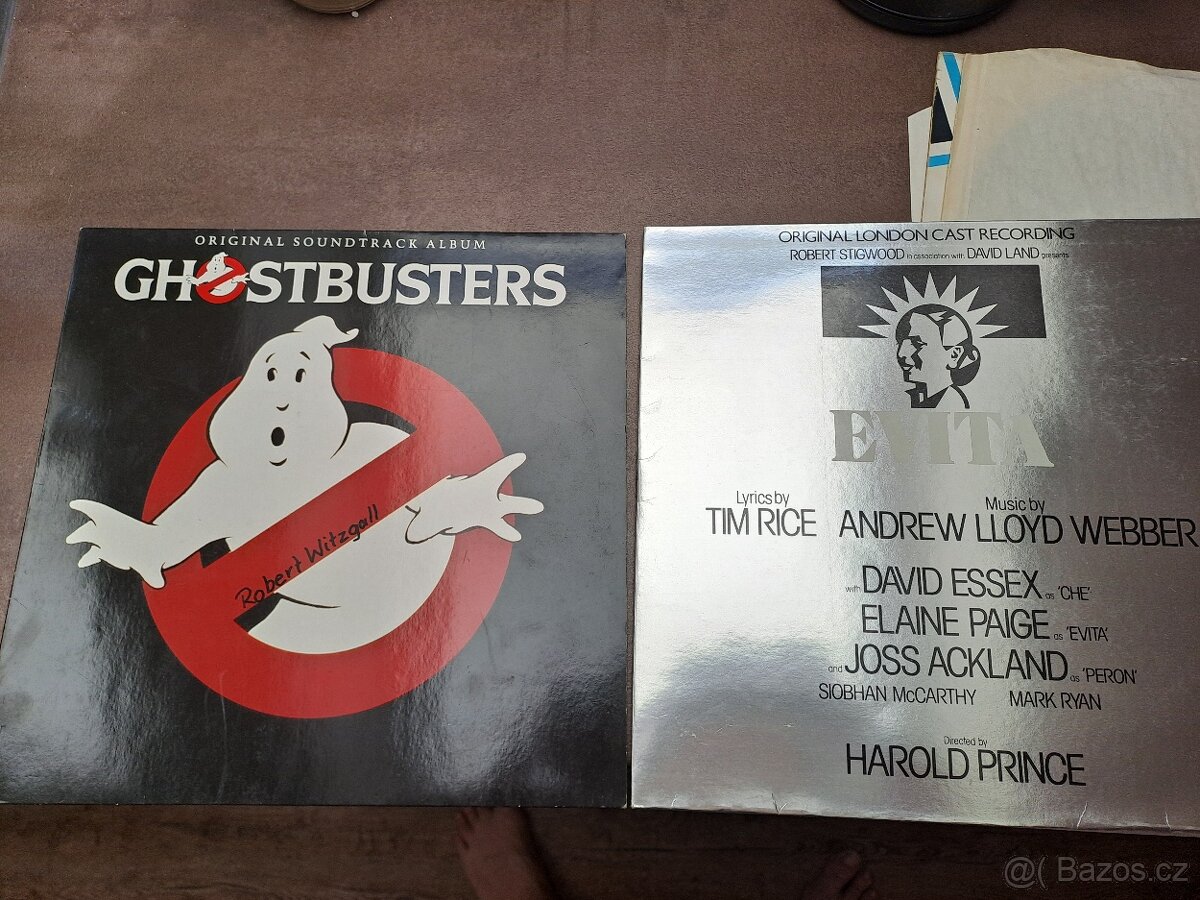 ORIGINAL SOUNDTRACK ALBUM
GHOSTBUSTERS
Robert Witzgall
ORIGINAL LONDON CAST RECORDING
ROBERT STIGWOOD in association with DAVID LAND presents
EVITA
Lyrics by
TIM RICE
Music by
ANDREW LLOYD WEBBER
with DAVID ESSEX as 'CHE'
ELAINE PAIGE as 'EVITA'
and JOSS ACKLAND as 'PERON'
SIOBHAN McCARTHY MARK RYAN
Directed by
HAROLD PRINCE
@( Bazos.cz